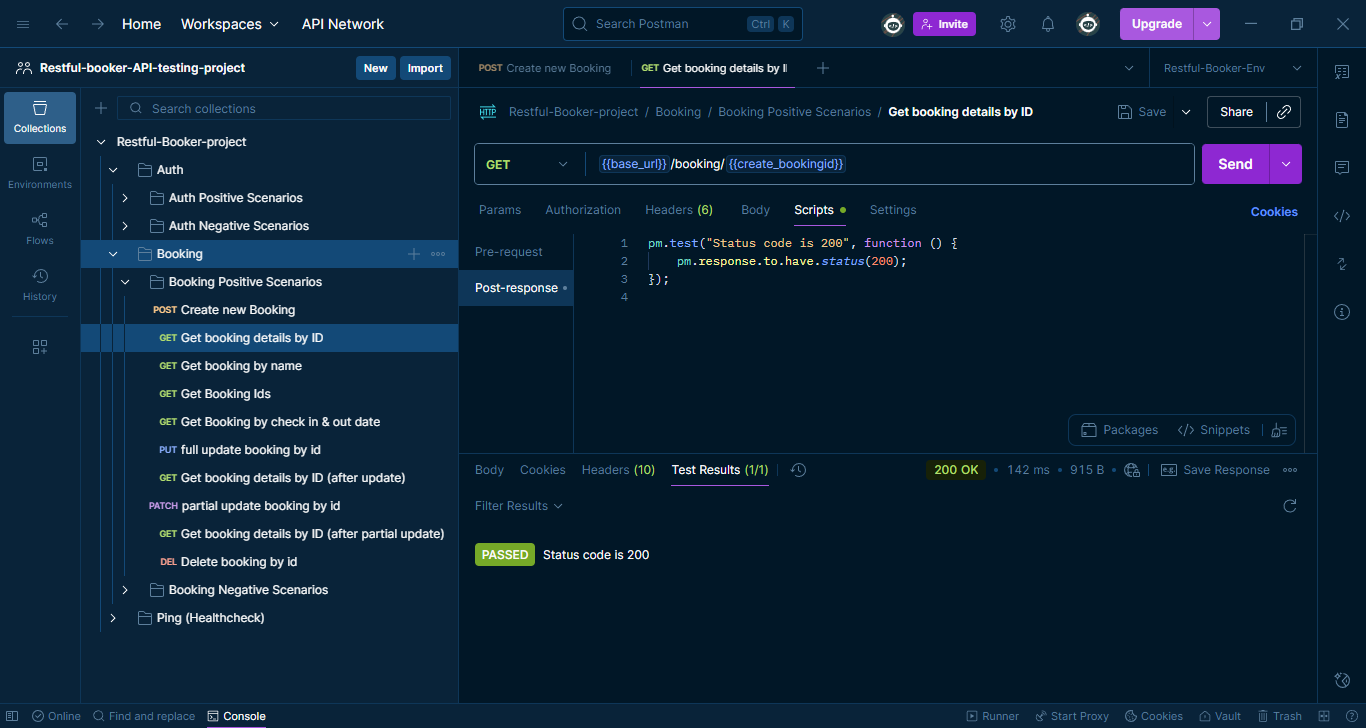 Home Workspaces API Network Search Postman Ctrl K Invite Upgrade
Restful-booker-API-testing-project New Import
POST Create new Booking GET Get booking details by I Restful-Booker-Env
Collections
Environments
Flows
History
Search collections
Restful-Booker-project
Auth
Auth Positive Scenarios
Auth Negative Scenarios
Booking
Booking Positive Scenarios
POST Create new Booking
GET Get booking details by ID
GET Get booking by name
GET Get Booking Ids
GET Get Booking by check in & out date
PUT full update booking by id
GET Get booking details by ID (after update)
PATCH partial update booking by id
GET Get booking details by ID (after partial update)
DEL Delete booking by id
Booking Negative Scenarios
Ping (Healthcheck)
HTTP Restful-Booker-project / Booking / Booking Positive Scenarios / Get booking details by ID Save Share
GET {{base_url}}/booking/{{create_bookingid}} Send
Params Authorization Headers (6) Body Scripts Settings Cookies
Pre-request
Post-response
1 pm.test("Status code is 200", function () {
2 pm.response.to.have.status(200);
3 });
4
Packages </> Snippets
Body Cookies Headers (10) Test Results (1/1) 200 OK 142 ms 915 B e.g. Save Response
Filter Results
PASSED Status code is 200
Online Find and replace Console Runner Start Proxy Cookies Vault Trash